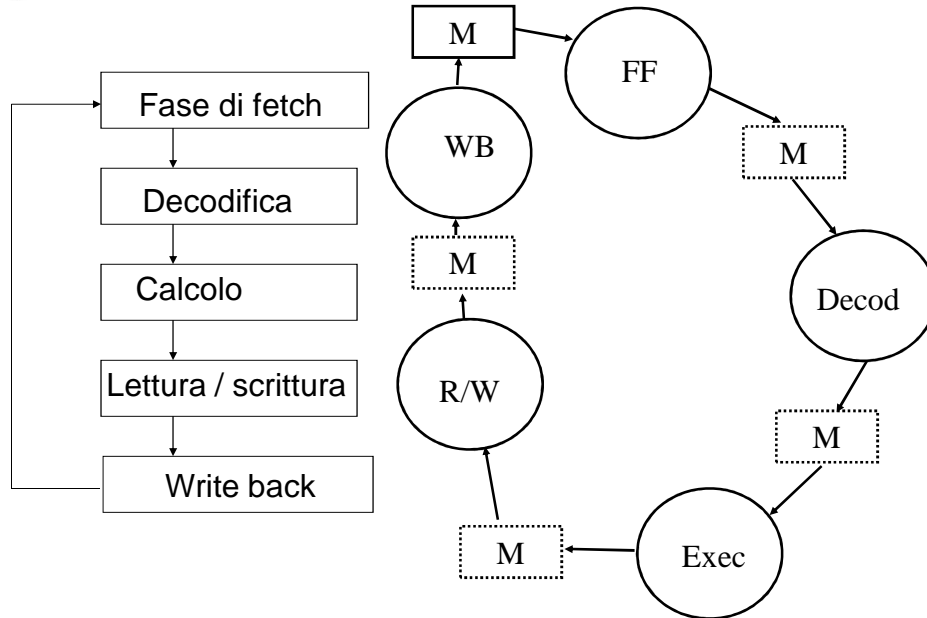 Fase di fetch
Decodifica
Calcolo
Lettura / scrittura
Write back
M
FF
M
Decod
M
Exec
M
R/W
M
WB